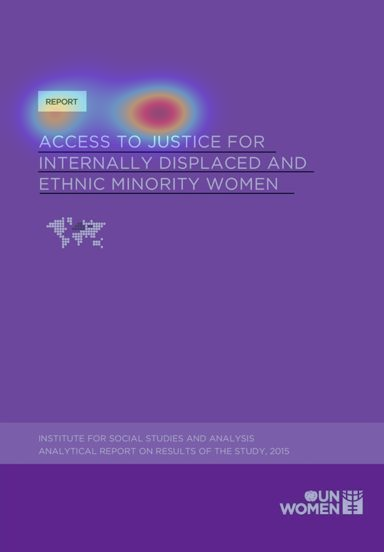 REPORT
ACCESS TO JUSTICE FOR
INTERNALLY DISPLACED AND
ETHNIC MINORITY WOMEN
INSTITUTE FOR SOCIAL STUDIES AND ANALYSIS
ANALYTICAL REPORT ON RESULTS OF THE STUDY, 2015
UN
WOMEN